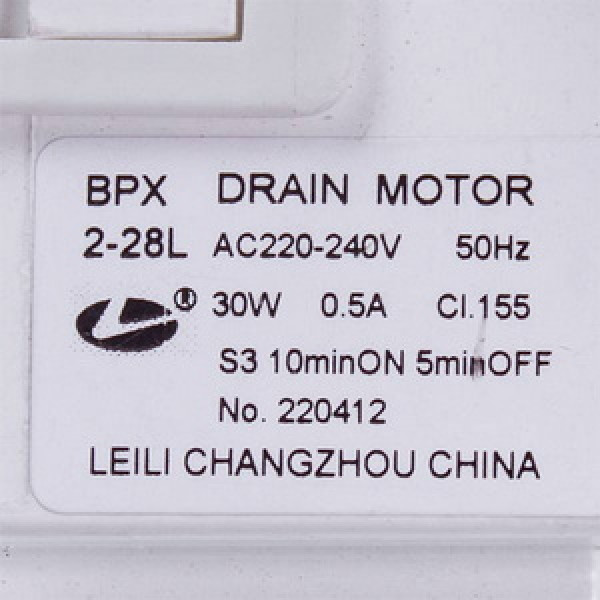 BPX DRAIN MOTOR
2-28L AC220-240V 50Hz
® 30W 0.5A Cl.155
S3 10minON 5minOFF
No. 220412
LEILI CHANGZHOU CHINA